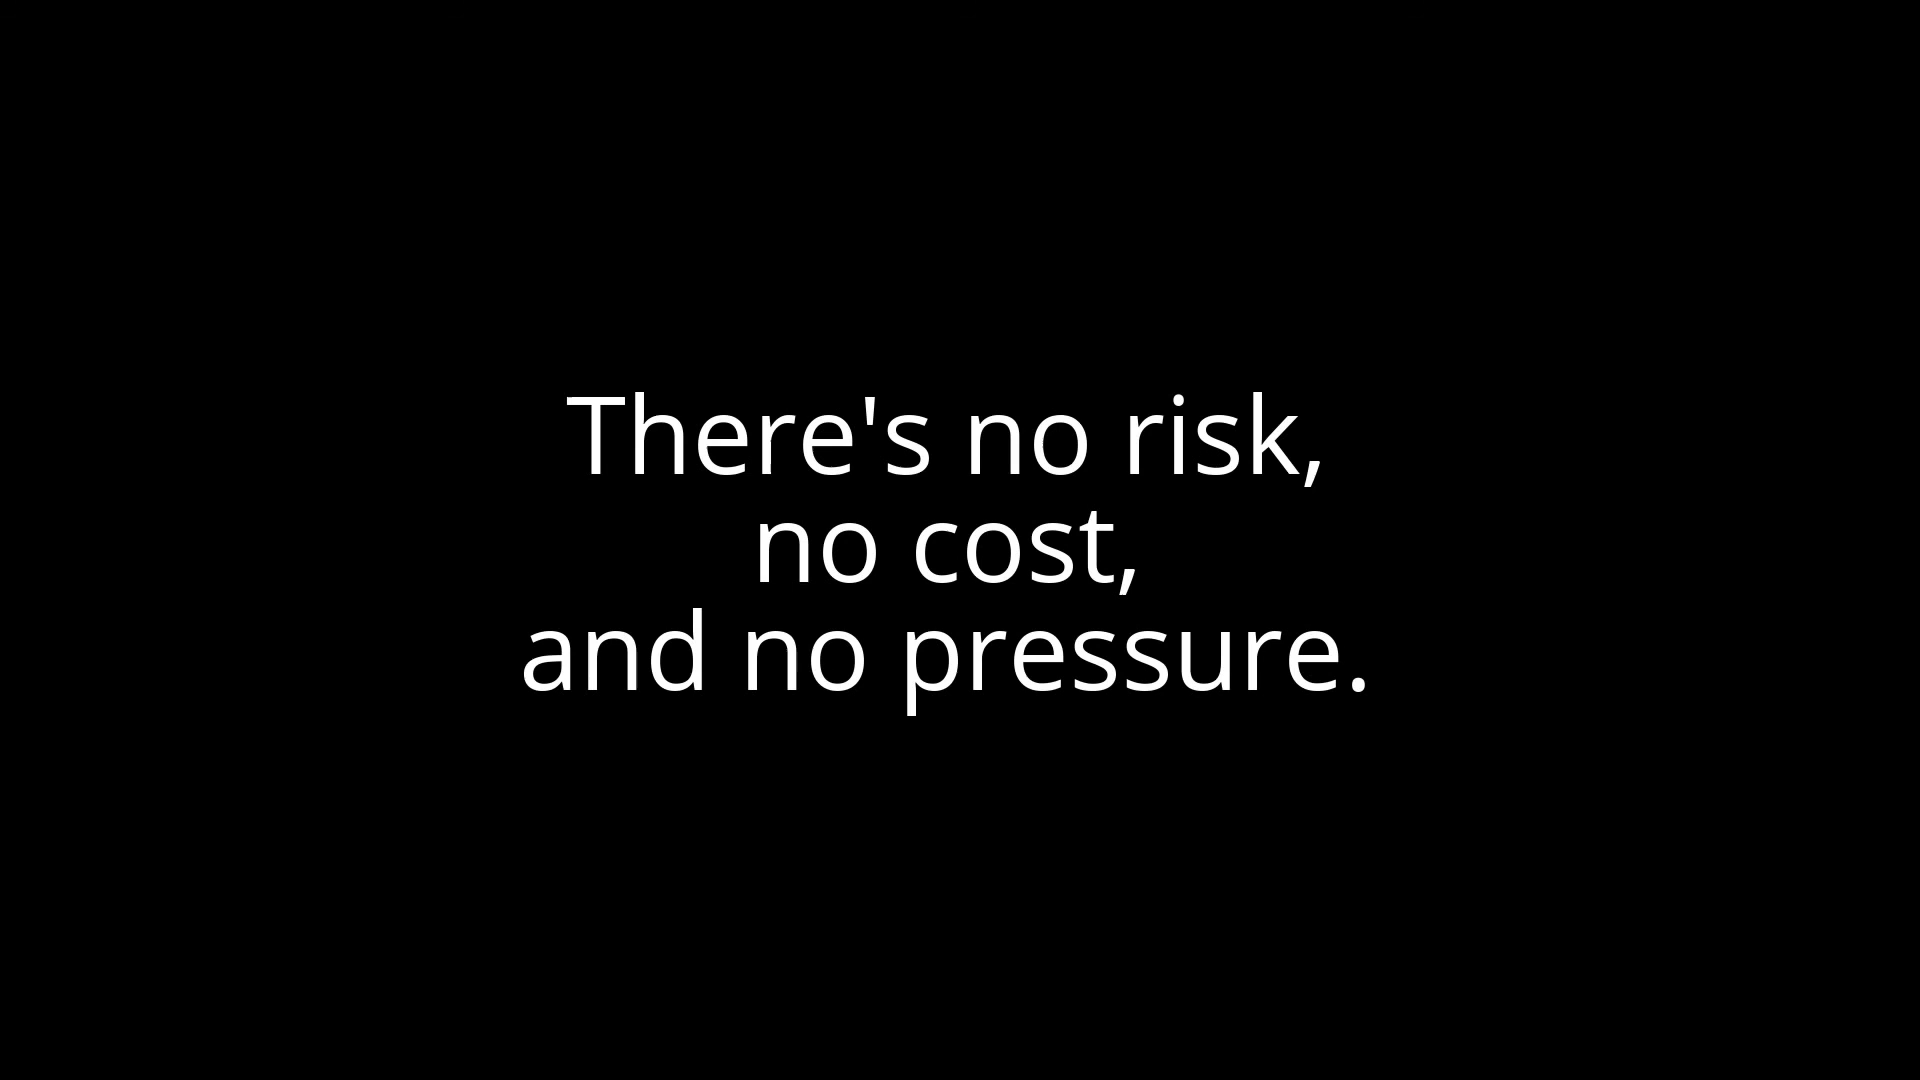 There's no risk,
no cost,
and no pressure.